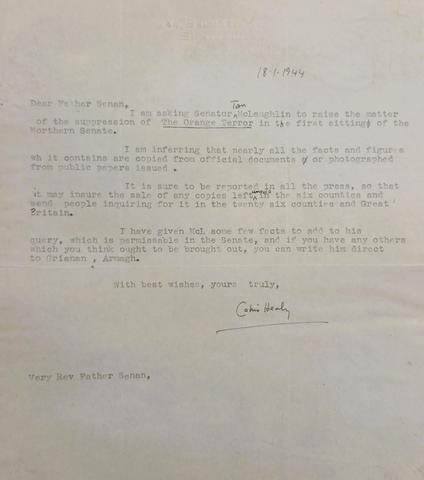 18.1.1944
Dear Father Senan,
I am asking Senator Tom McLaughlin to raise the matter
of the suppression of The Orange Terror in the first sitting of the
Northern Senate.
I am inferring that nearly all the facts and figures
wh it contains are copied from official documents or photographed
from public papers issued .
It is sure to be reported in all the press, so that
it may insure the sale of any copies left in the six counties and
send people inquiring for it in the twenty six counties and Great
Britain.
I have given McL some few facts to add to his
query, which is permissable in the Senate, and if you have any others
which you think ought to be brought out, you can write him direct
to Grianan , Armagh.
With best wishes, yours truly,
Cahir Healy
Very Rev Father Senan,